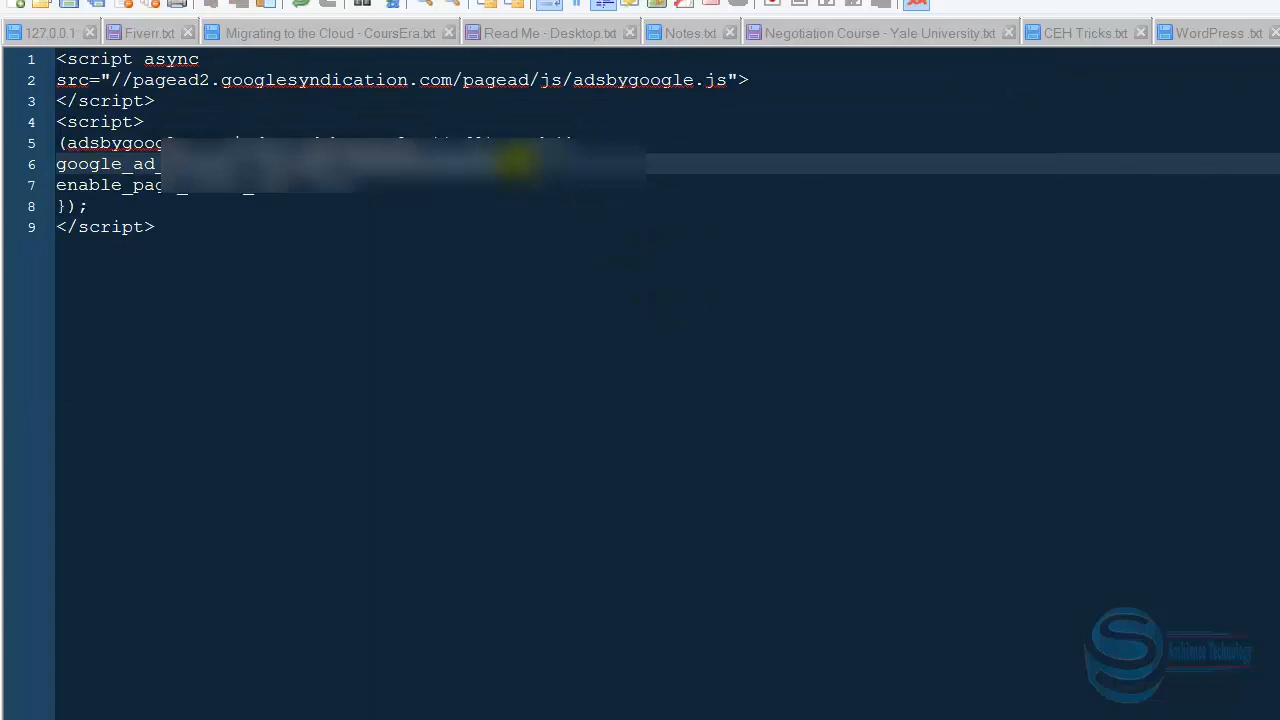 127.0.0.1 Fiverr.txt Migrating to the Cloud - CoursEra.txt Read Me - Desktop.txt Notes.txt Negotiation Course - Yale University.txt CEH Tricks.txt WordPress .txt
1 <script async
2 src="//pagead2.googlesyndication.com/pagead/js/adsbygoogle.js">
3 </script>
4 <script>
5
6 google_ad_
7
8 });
9 </script>
S
Technology